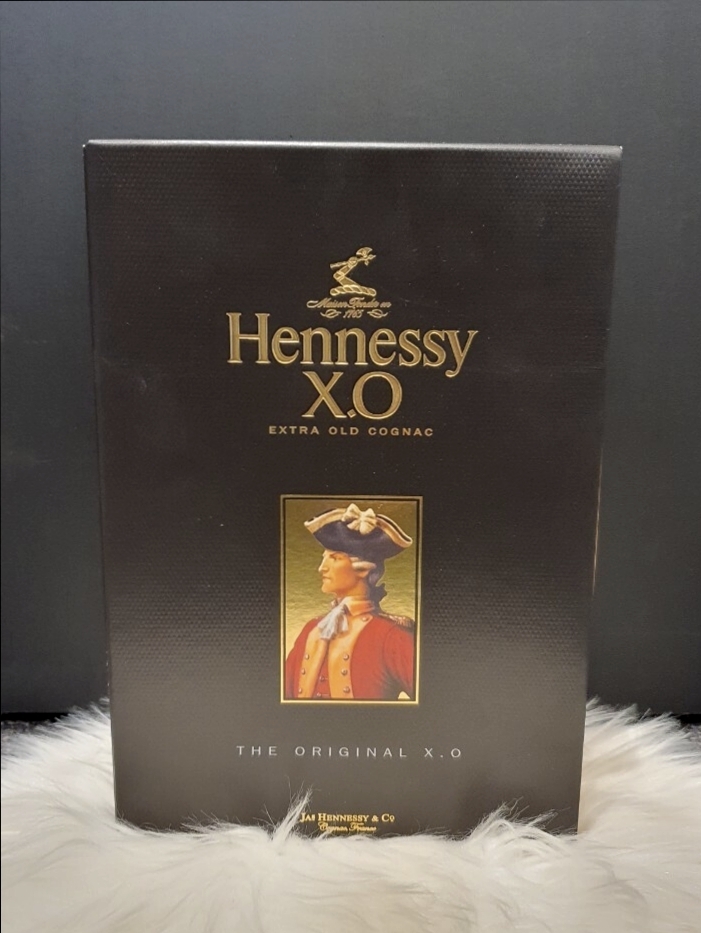 Maison Fondée en
1765
Hennessy
X.O
EXTRA OLD COGNAC
THE ORIGINAL X.O
JAS HENNESSY & CO
Cognac, France